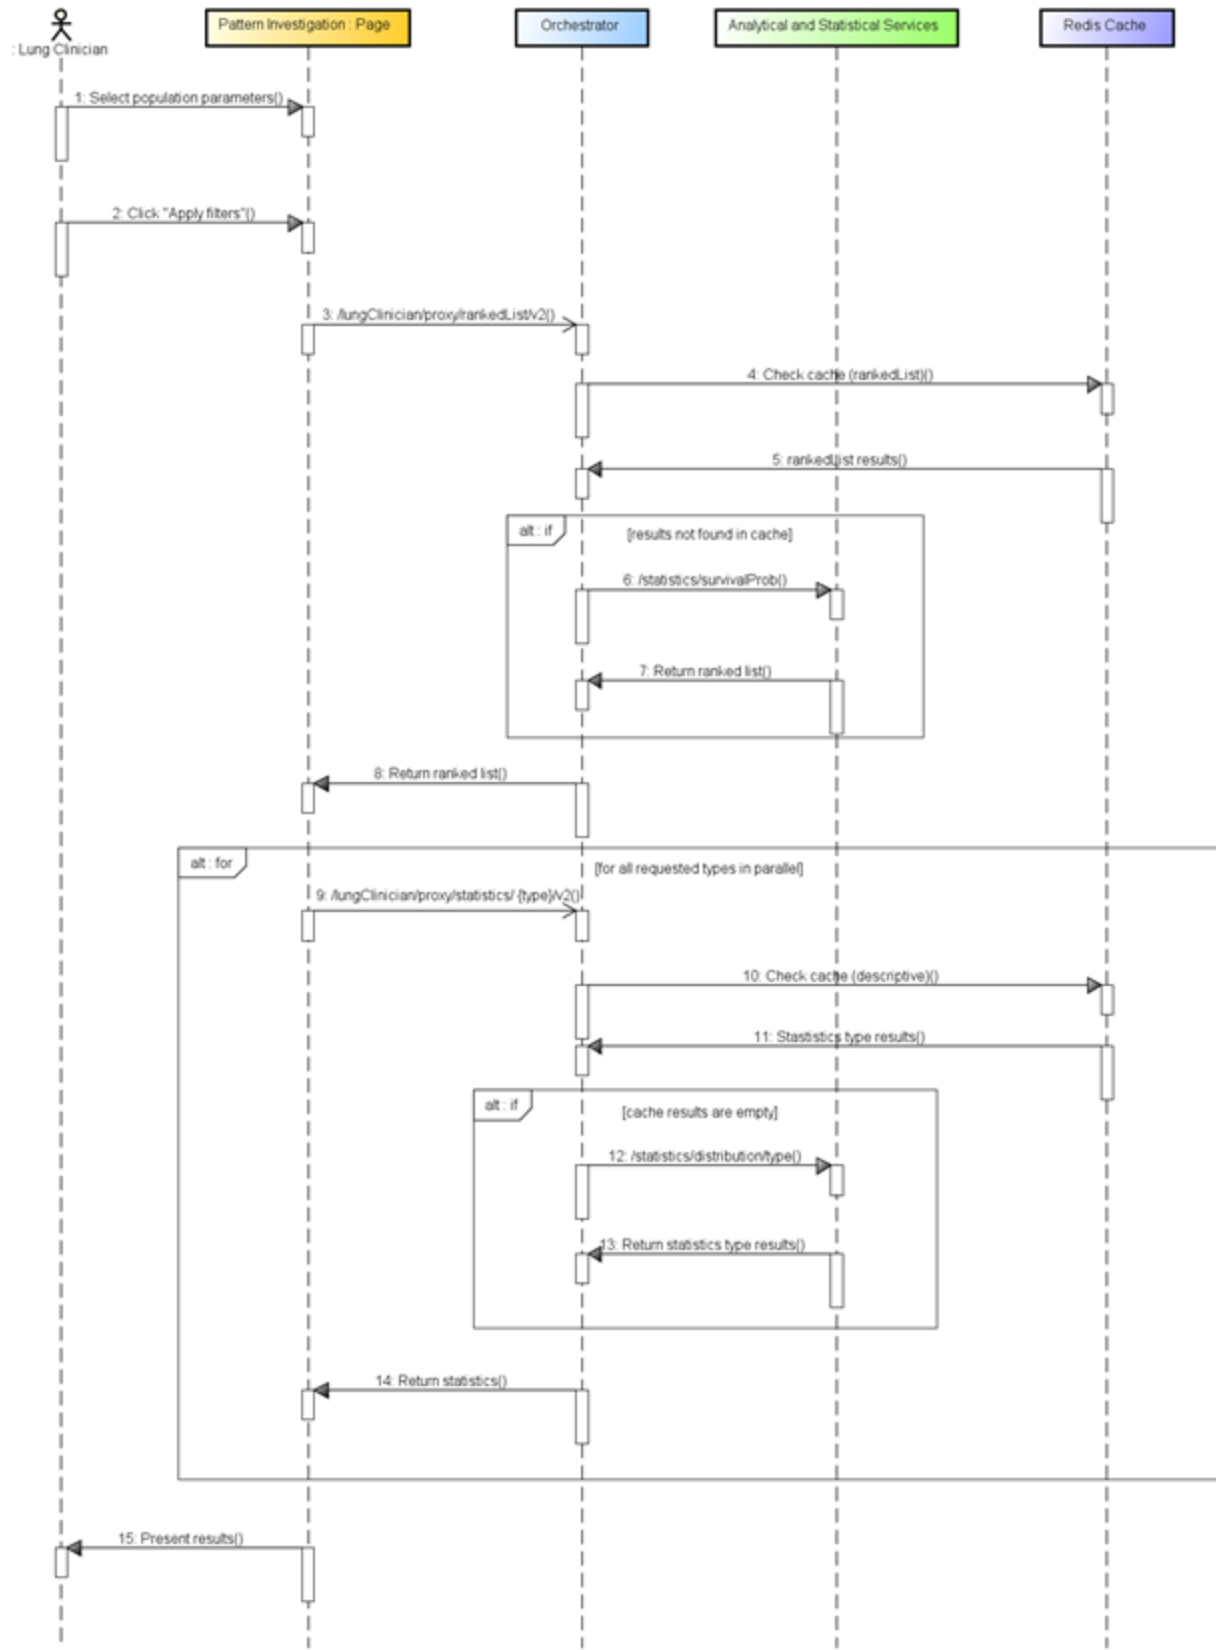 : Lung Clinician
Pattern Investigation : Page
Orchestrator
Analytical and Statistical Services
Redis Cache
1: Select population parameters()
2: Click "Apply filters"()
3: /lungClinician/proxy/rankedList/v2()
4: Check cache (rankedList)()
5: rankedList results()
alt : if
[results not found in cache]
6: /statistics/survivalProb()
7: Return ranked list()
8: Return ranked list()
alt : for
[for all requested types in parallel]
9: /lungClinician/proxy/statistics/ {type}/v2()
10: Check cache (descriptive)()
11: Stastistics type results()
alt : if
[cache results are empty]
12: /statistics/distribution/type()
13: Return statistics type results()
14: Return statistics()
15: Present results()